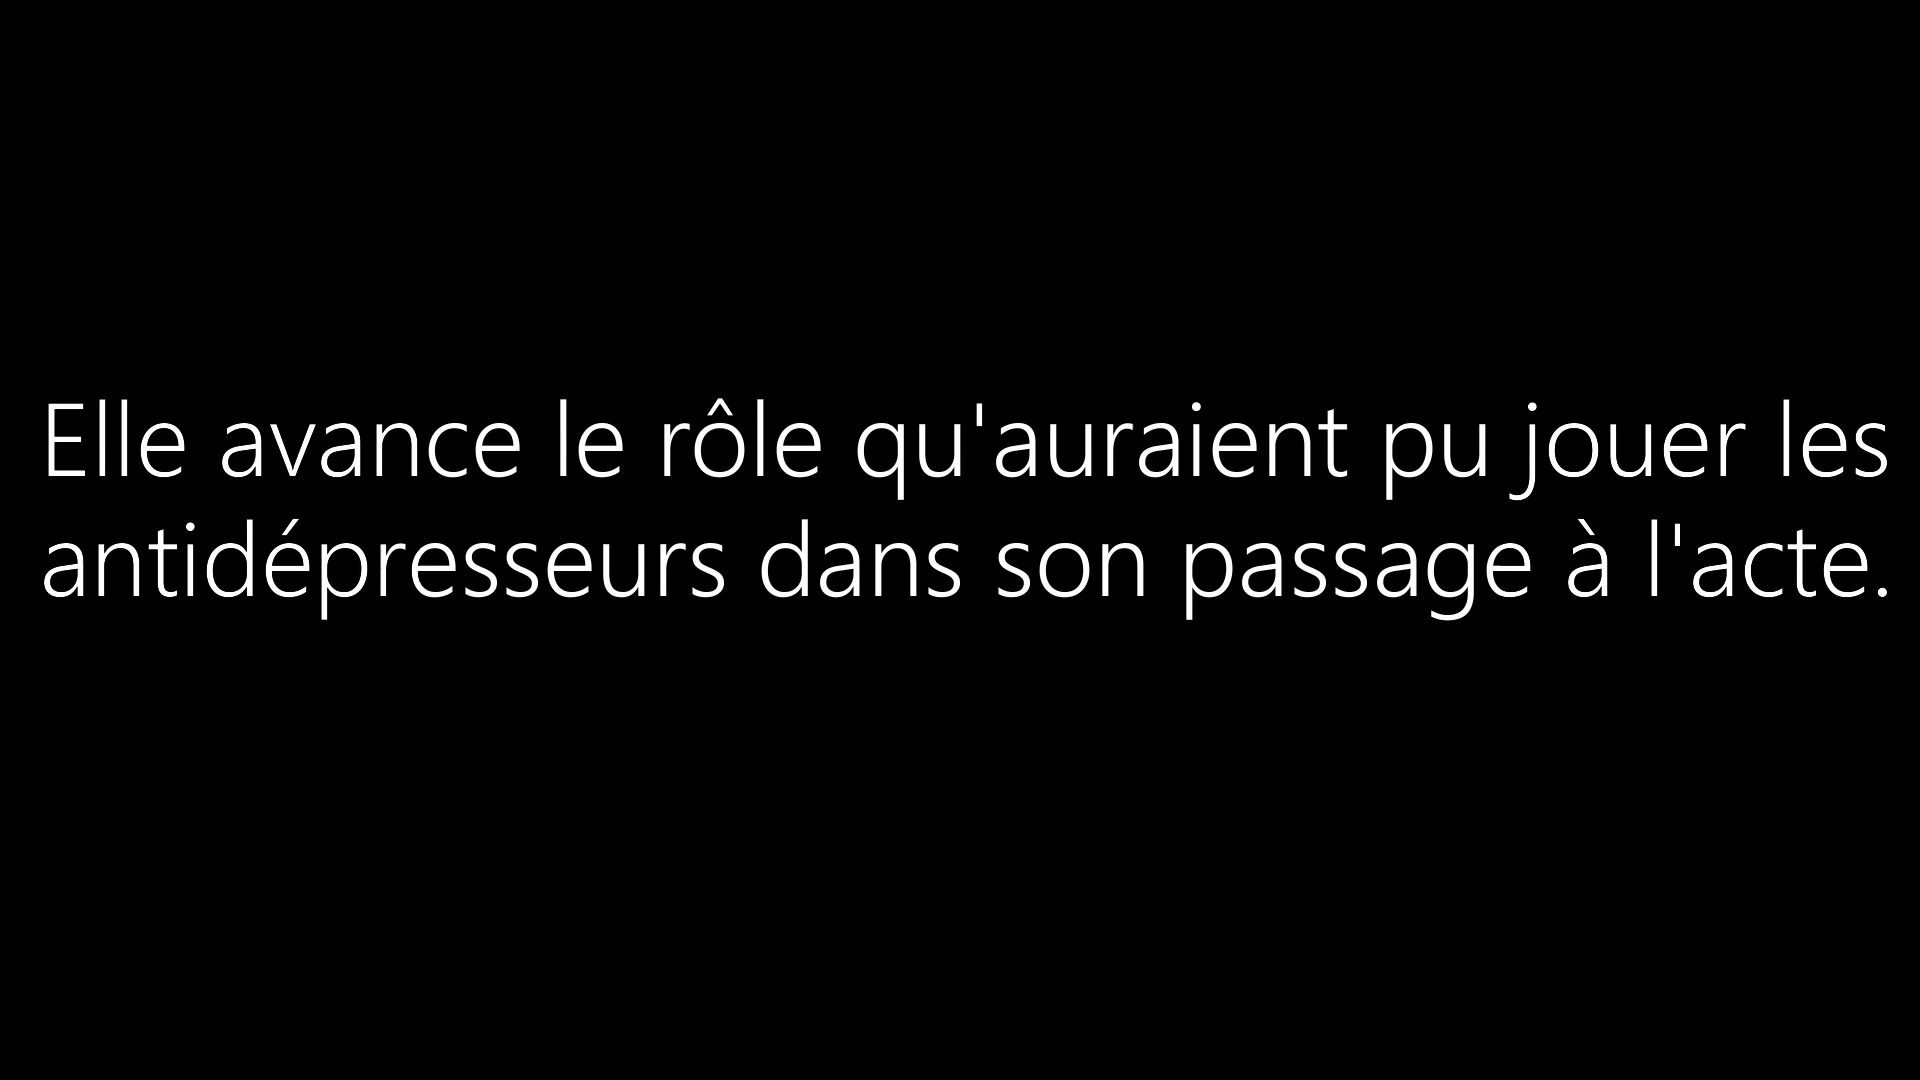 Elle avance le rôle qu'auraient pu jouer les
antidépresseurs dans son passage à l'acte.